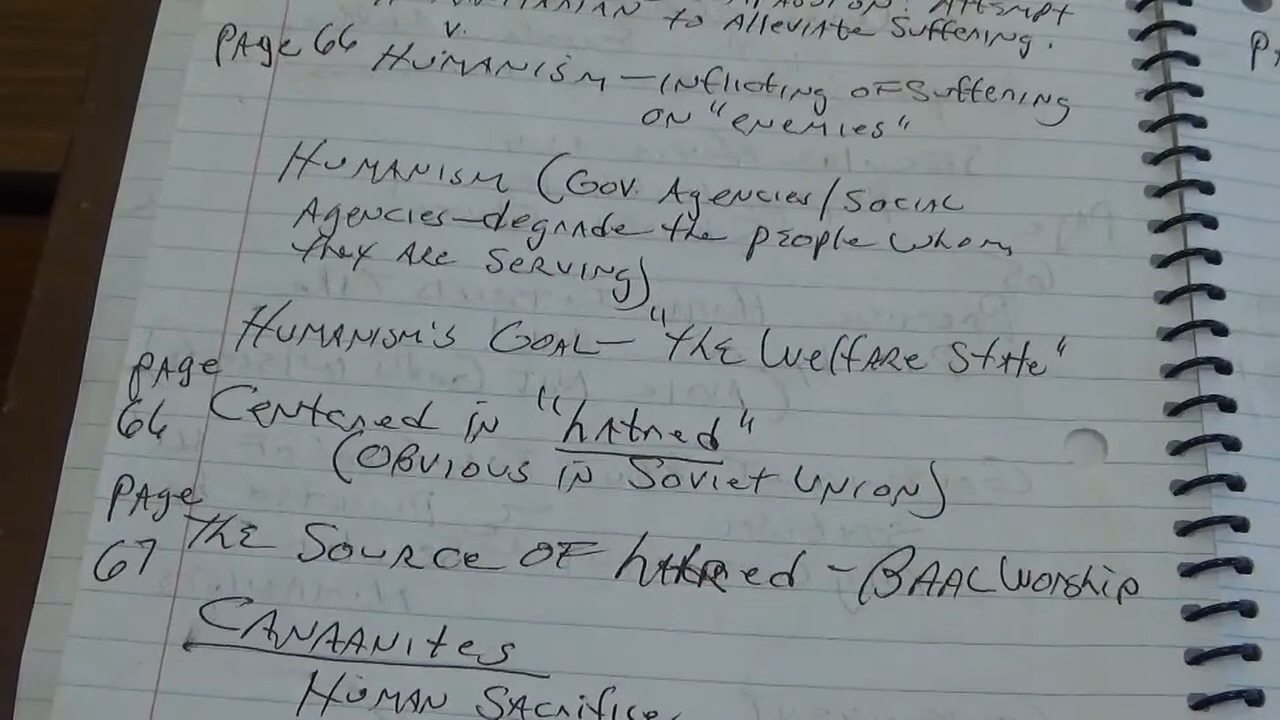 Attempt
to Alleviate Suffering.
v.
Page 66 Humanism — inflicting of suffering
on "enemies"
Humanism (Gov. Agencies/Social
Agencies—degrade the people whom
they are serving)
Humanism's Goal — "the Welfare State"
Page
66 Centered in "hatred"
(Obvious in Soviet Union)
Page
67 The Source of hatred - Baal Worship
Canaanites
Human Sacrifice